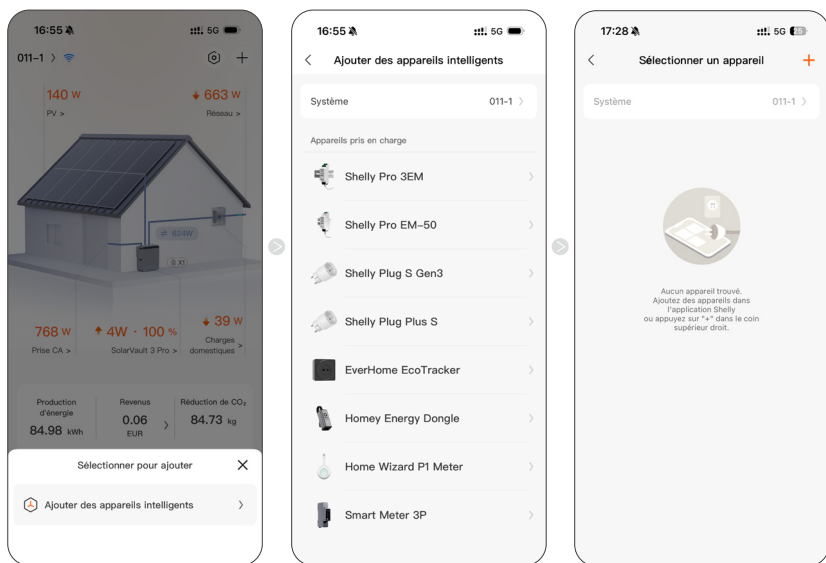 16:55
5G
011-1 >
140 W
PV >
663 W
Réseau >
624W
X1
768 W
Prise CA >
4W · 100 %
SolarVault 3 Pro >
39 W
Charges
domestiques >
Production
d'énergie
84.98 kWh
Revenus
0.06
EUR
Réduction de CO₂
84.73 kg
Sélectionner pour ajouter
Ajouter des appareils intelligents
16:55
5G
Ajouter des appareils intelligents
Système 011-1 >
Appareils pris en charge
Shelly Pro 3EM
Shelly Pro EM-50
Shelly Plug S Gen3
Shelly Plug Plus S
EverHome EcoTracker
Homey Energy Dongle
Home Wizard P1 Meter
Smart Meter 3P
17:28
5G
Sélectionner un appareil +
Système 011-1 >
Aucun appareil trouvé.
Ajoutez des appareils dans
l'application Shelly
ou appuyez sur "+" dans le coin
supérieur droit.